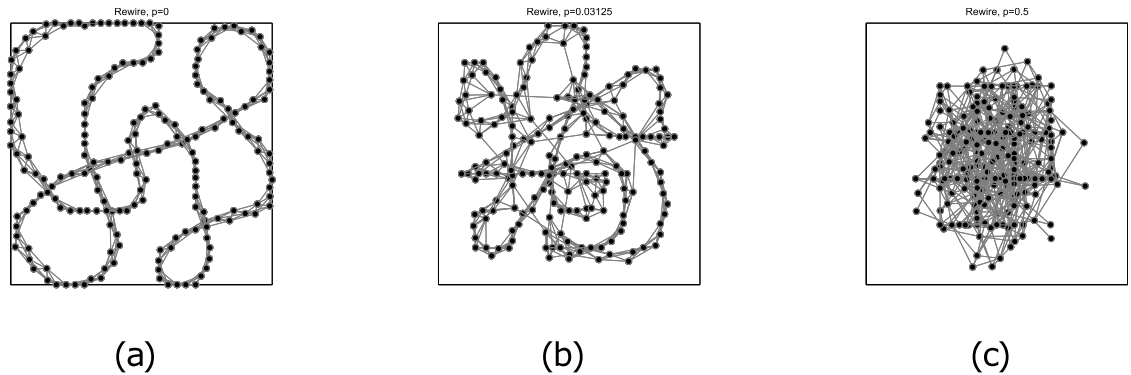 Rewire, p=0
Rewire, p=0.03125
Rewire, p=0.5
(a)
(b)
(c)